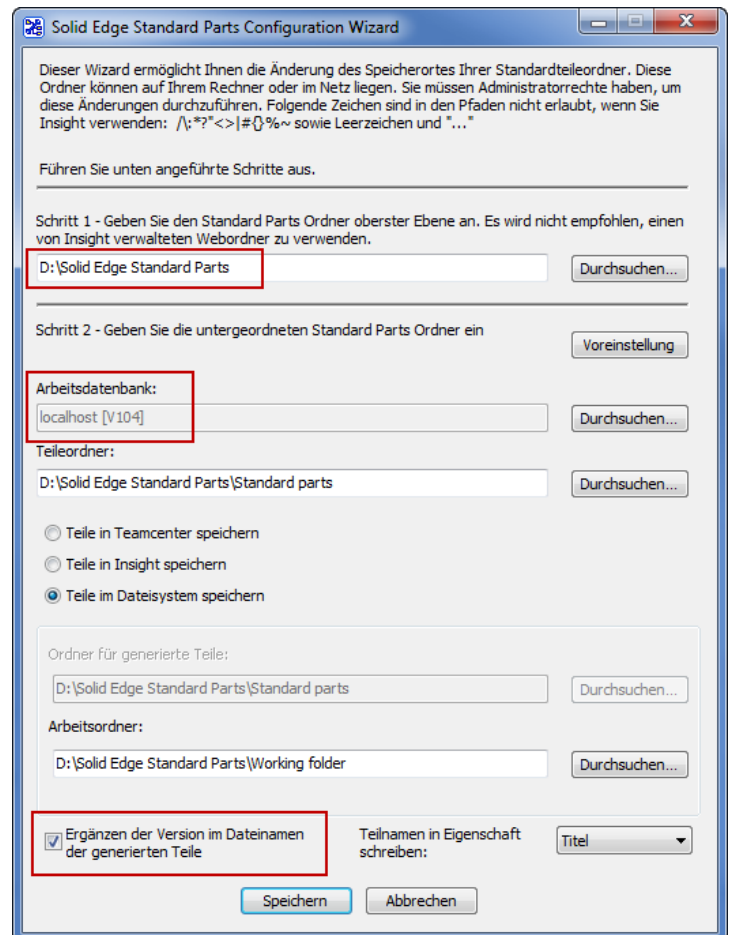 Solid Edge Standard Parts Configuration Wizard
Dieser Wizard ermöglicht Ihnen die Änderung des Speicherortes Ihrer Standardteileordner. Diese
Ordner können auf Ihrem Rechner oder im Netz liegen. Sie müssen Administratorrechte haben, um
diese Änderungen durchzuführen. Folgende Zeichen sind in den Pfaden nicht erlaubt, wenn Sie
Insight verwenden: /\:*?"<>|#{}%~ sowie Leerzeichen und "..."
Führen Sie unten angeführte Schritte aus.
Schritt 1 - Geben Sie den Standard Parts Ordner oberster Ebene an. Es wird nicht empfohlen, einen
von Insight verwalteten Webordner zu verwenden.
D:\Solid Edge Standard Parts
Durchsuchen...
Schritt 2 - Geben Sie die untergeordneten Standard Parts Ordner ein
Voreinstellung
Arbeitsdatenbank:
localhost [V104]
Durchsuchen...
Teileordner:
D:\Solid Edge Standard Parts\Standard parts
Durchsuchen...
Teile in Teamcenter speichern
Teile in Insight speichern
Teile im Dateisystem speichern
Ordner für generierte Teile:
D:\Solid Edge Standard Parts\Standard parts
Durchsuchen...
Arbeitsordner:
D:\Solid Edge Standard Parts\Working folder
Durchsuchen...
Ergänzen der Version im Dateinamen
der generierten Teile
Teilnamen in Eigenschaft
schreiben:
Titel
Speichern
Abbrechen